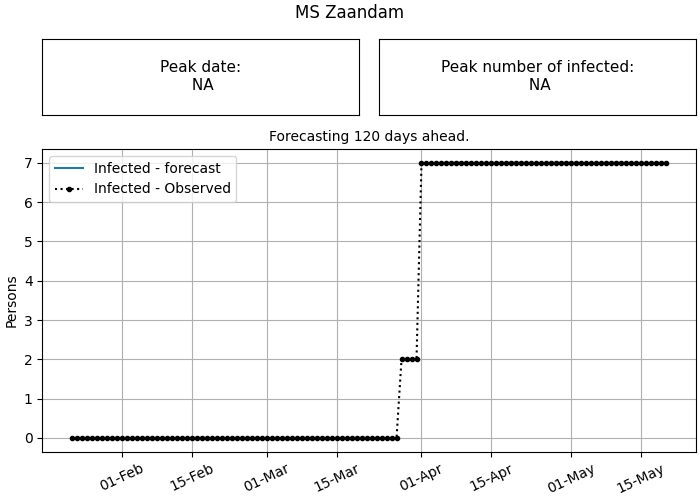 MS Zaandam
Peak date:
NA
Peak number of infected:
NA
Forecasting 120 days ahead.
Infected - forecast
Infected - Observed
Persons
7
6
5
4
3
2
1
0
01-Feb
15-Feb
01-Mar
15-Mar
01-Apr
15-Apr
01-May
15-May